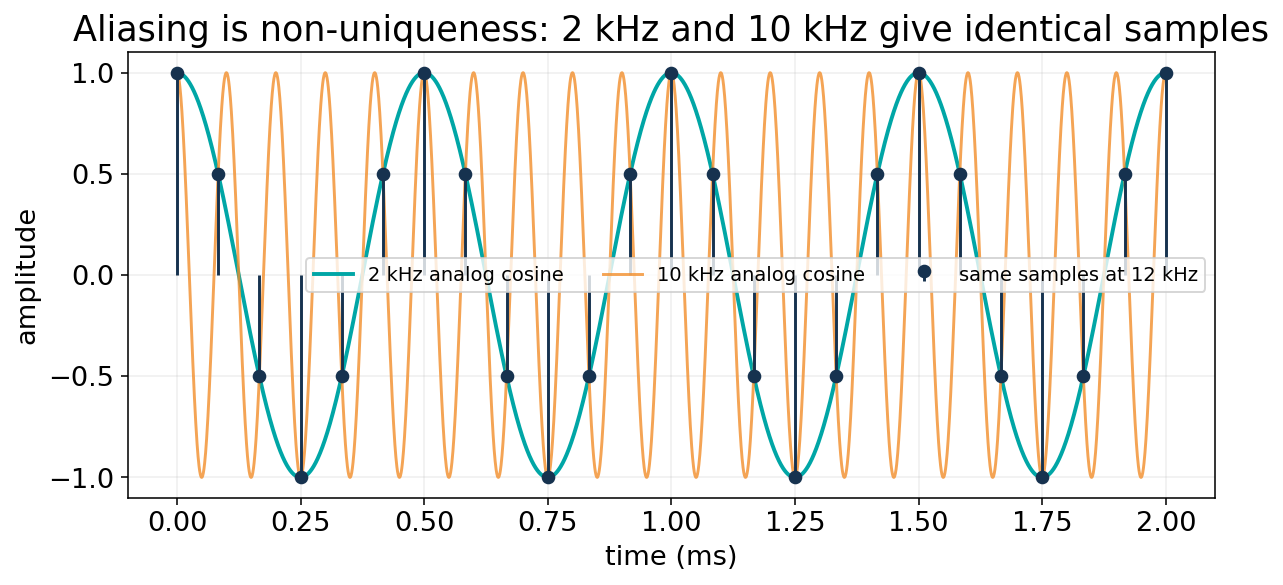 Aliasing is non-uniqueness: 2 kHz and 10 kHz give identical samples
1.0
0.5
0.0
−0.5
−1.0
amplitude
2 kHz analog cosine 10 kHz analog cosine same samples at 12 kHz
0.00 0.25 0.50 0.75 1.00 1.25 1.50 1.75 2.00
time (ms)